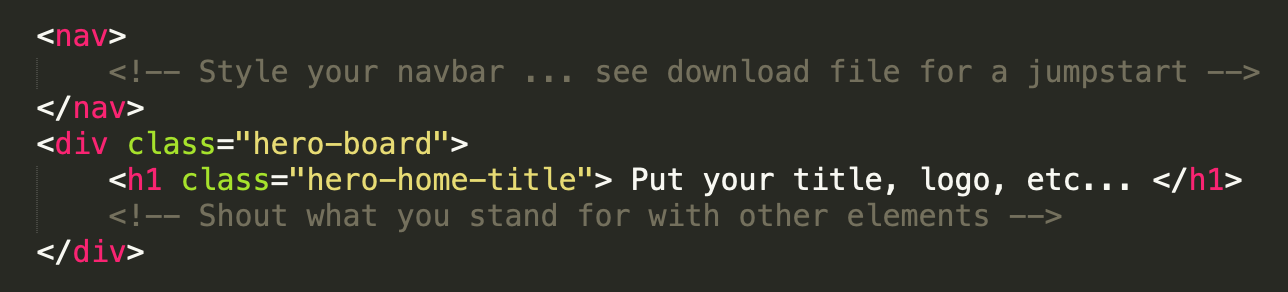 <nav>
<!-- Style your navbar ... see download file for a jumpstart -->
</nav>
<div class="hero-board">
<h1 class="hero-home-title"> Put your title, logo, etc... </h1>
<!-- Shout what you stand for with other elements -->
</div>